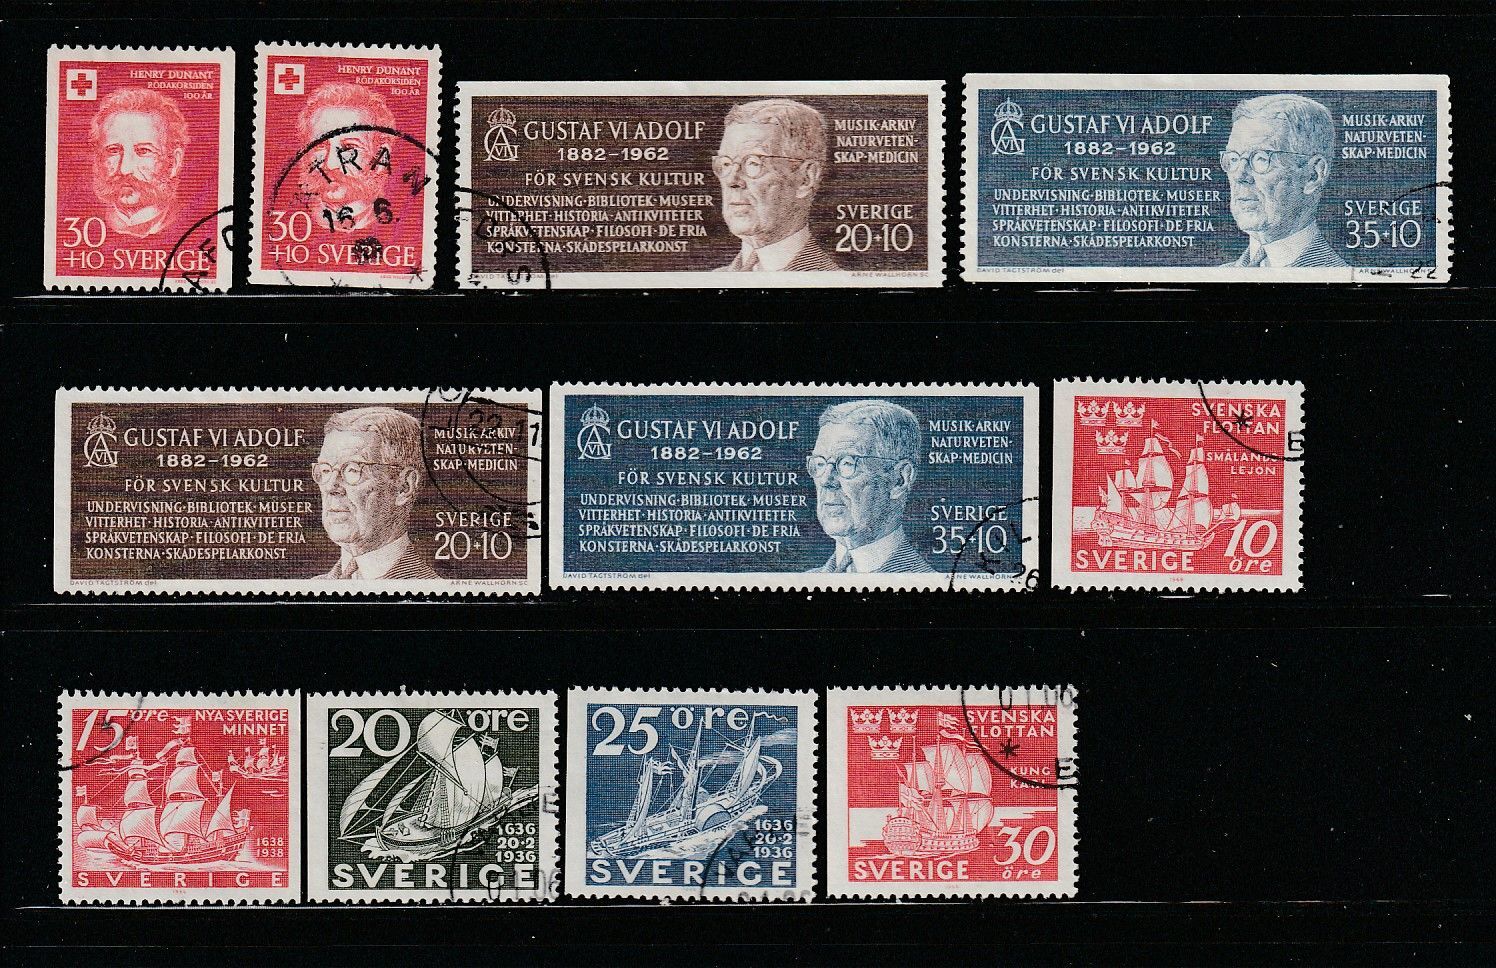 HENRY DUNANT
RÖDAKORSIDÉN
100 ÅR
30
+10 SVERIGE
HENRY DUNANT
RÖDAKORSIDÉN
100 ÅR
30
+10 SVERIGE
KTRAN
16 6.
GUSTAF VI ADOLF
1882-1962
FÖR SVENSK KULTUR
UNDERVISNING·BIBLIOTEK·MUSEER
VITTERHET·HISTORIA·ANTIKVITETER
SPRÅKVETENSKAP·FILOSOFI·DE FRIA
KONSTERNA·SKÅDESPELARKONST
MUSIK·ARKIV
NATURVETEN-
SKAP·MEDICIN
SVERIGE
20+10
DAVID TÄGTSTRÖM del
ARNE WALLHORN SC
GUSTAF VI ADOLF
1882-1962
FÖR SVENSK KULTUR
UNDERVISNING·BIBLIOTEK·MUSEER
VITTERHET·HISTORIA·ANTIKVITETER
SPRÅKVETENSKAP·FILOSOFI·DE FRIA
KONSTERNA·SKÅDESPELARKONST
MUSIK·ARKIV
NATURVETEN-
SKAP·MEDICIN
SVERIGE
35+10
DAVID TÄGTSTRÖM del
22
GUSTAF VI ADOLF
1882-1962
FÖR SVENSK KULTUR
UNDERVISNING·BIBLIOTEK·MUSEER
VITTERHET·HISTORIA·ANTIKVITETER
SPRÅKVETENSKAP·FILOSOFI·DE FRIA
KONSTERNA·SKÅDESPELARKONST
MUSIK·ARKIV
NATURVETEN-
SKAP·MEDICIN
SVERIGE
20+10
DAVID TÄGTSTRÖM del
ARNE WALLHORN SC
22 11
GUSTAF VI ADOLF
1882-1962
FÖR SVENSK KULTUR
UNDERVISNING·BIBLIOTEK·MUSEER
VITTERHET·HISTORIA·ANTIKVITETER
SPRÅKVETENSKAP·FILOSOFI·DE FRIA
KONSTERNA·SKÅDESPELARKONST
MUSIK·ARKIV
NATURVETEN-
SKAP·MEDICIN
SVERIGE
35+10
DAVID TÄGTSTRÖM del
ARNE WALLHORN
26
SVENSKA
FLOTTAN
SMÅLANDS
LEJON
10
SVERIGE öre
E
15 öre
NYA SVERIGE
MINNET
1638
1938
SVERIGE
20 öre
1636
20·2
1936
SVERIGE
25 öre
1636
20·2
1936
SVERIGE
SVENSKA
FLOTTAN
KUNG
KARL
30
SVERIGE öre
E